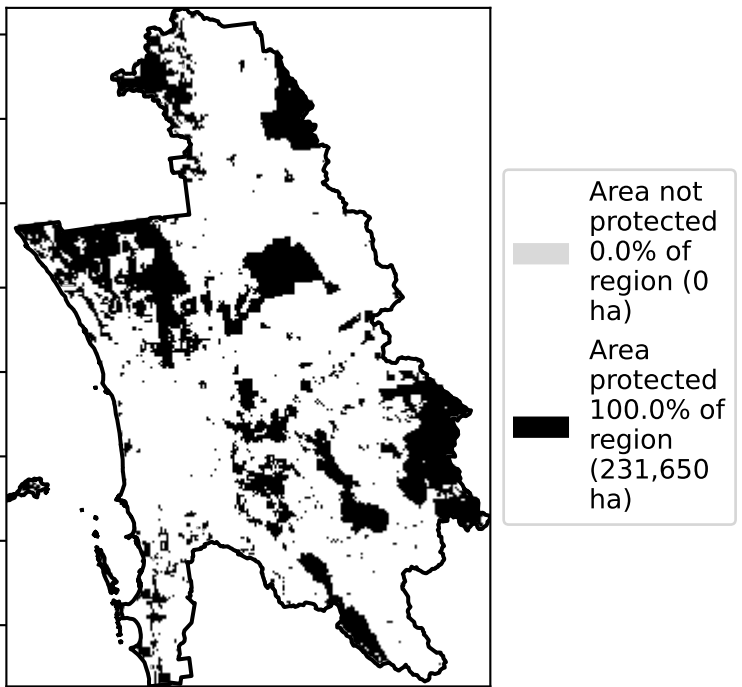 Area not
protected
0.0% of
region (0
ha)
Area
protected
100.0% of
region
(231,650
ha)